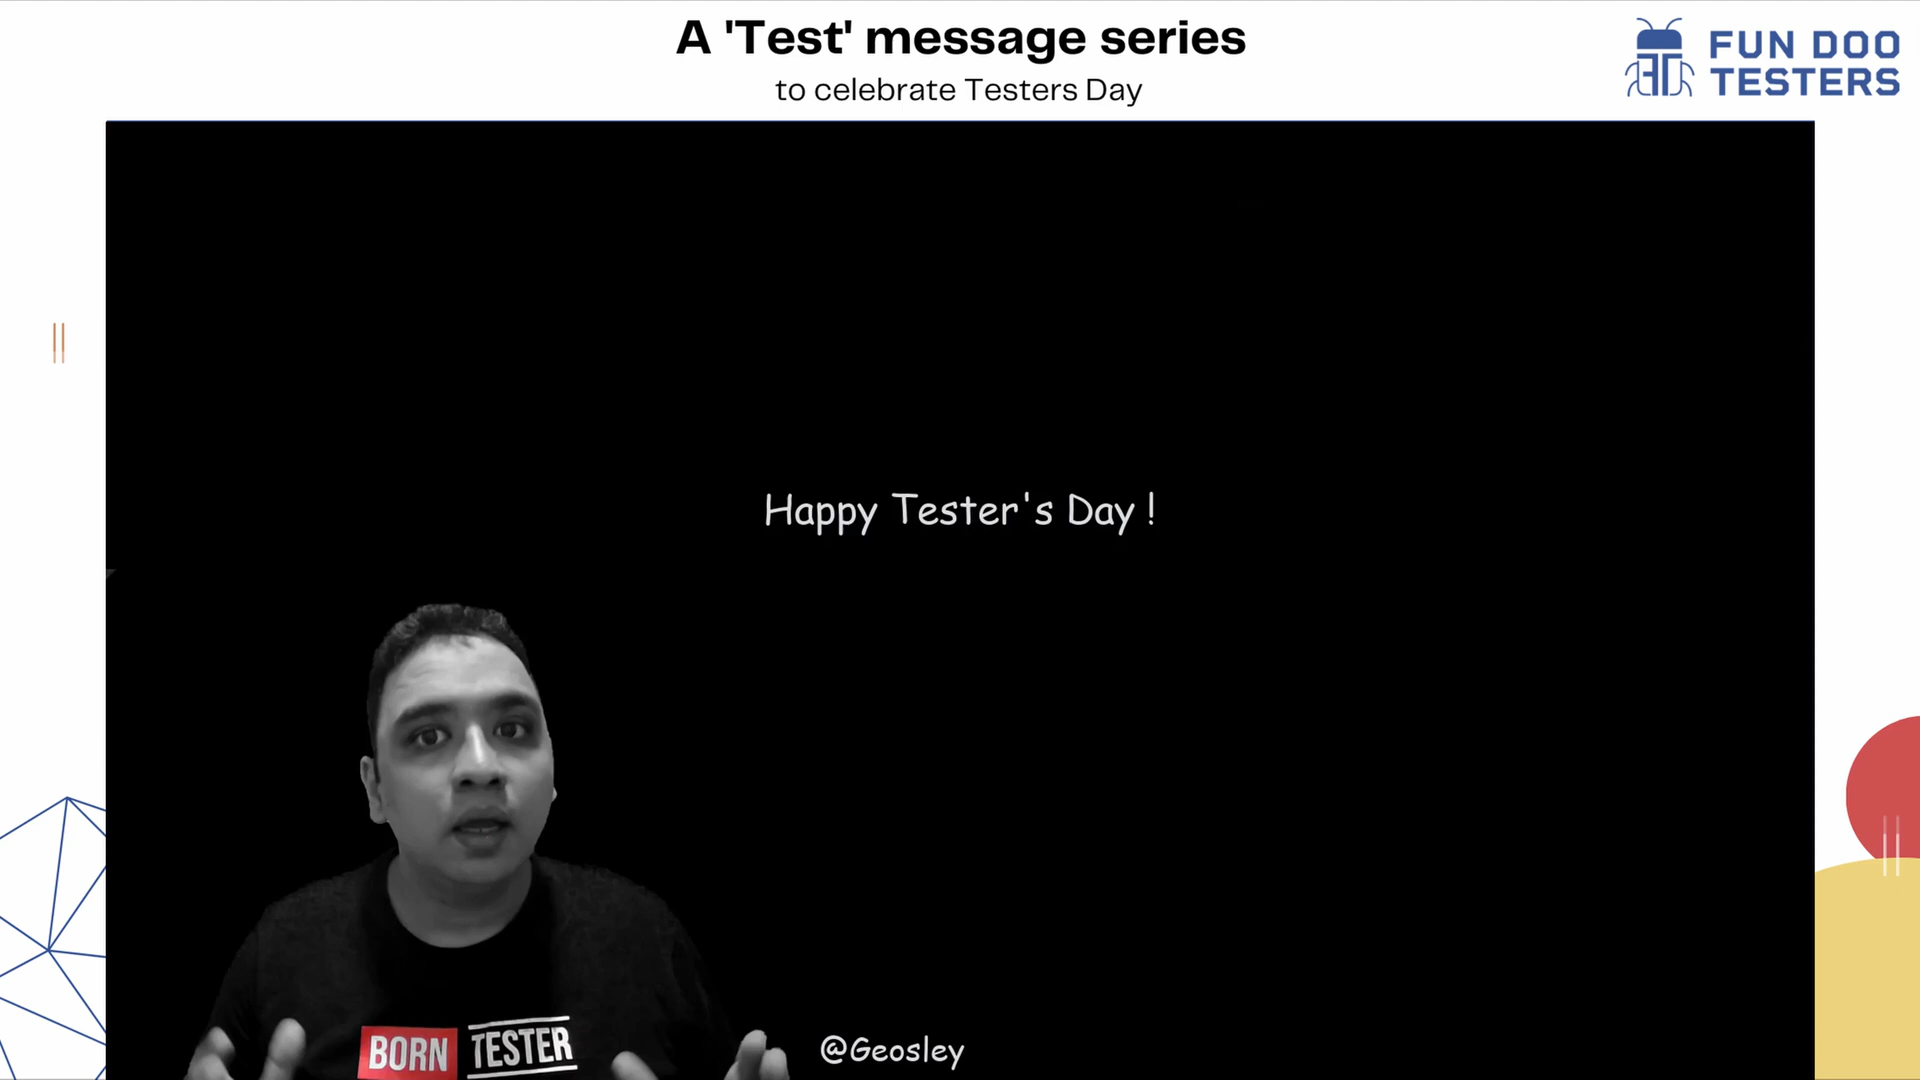 A 'Test' message series
to celebrate Testers Day
FUN DOO
TESTERS
Happy Tester's Day !
BORN TESTER
@Geosley